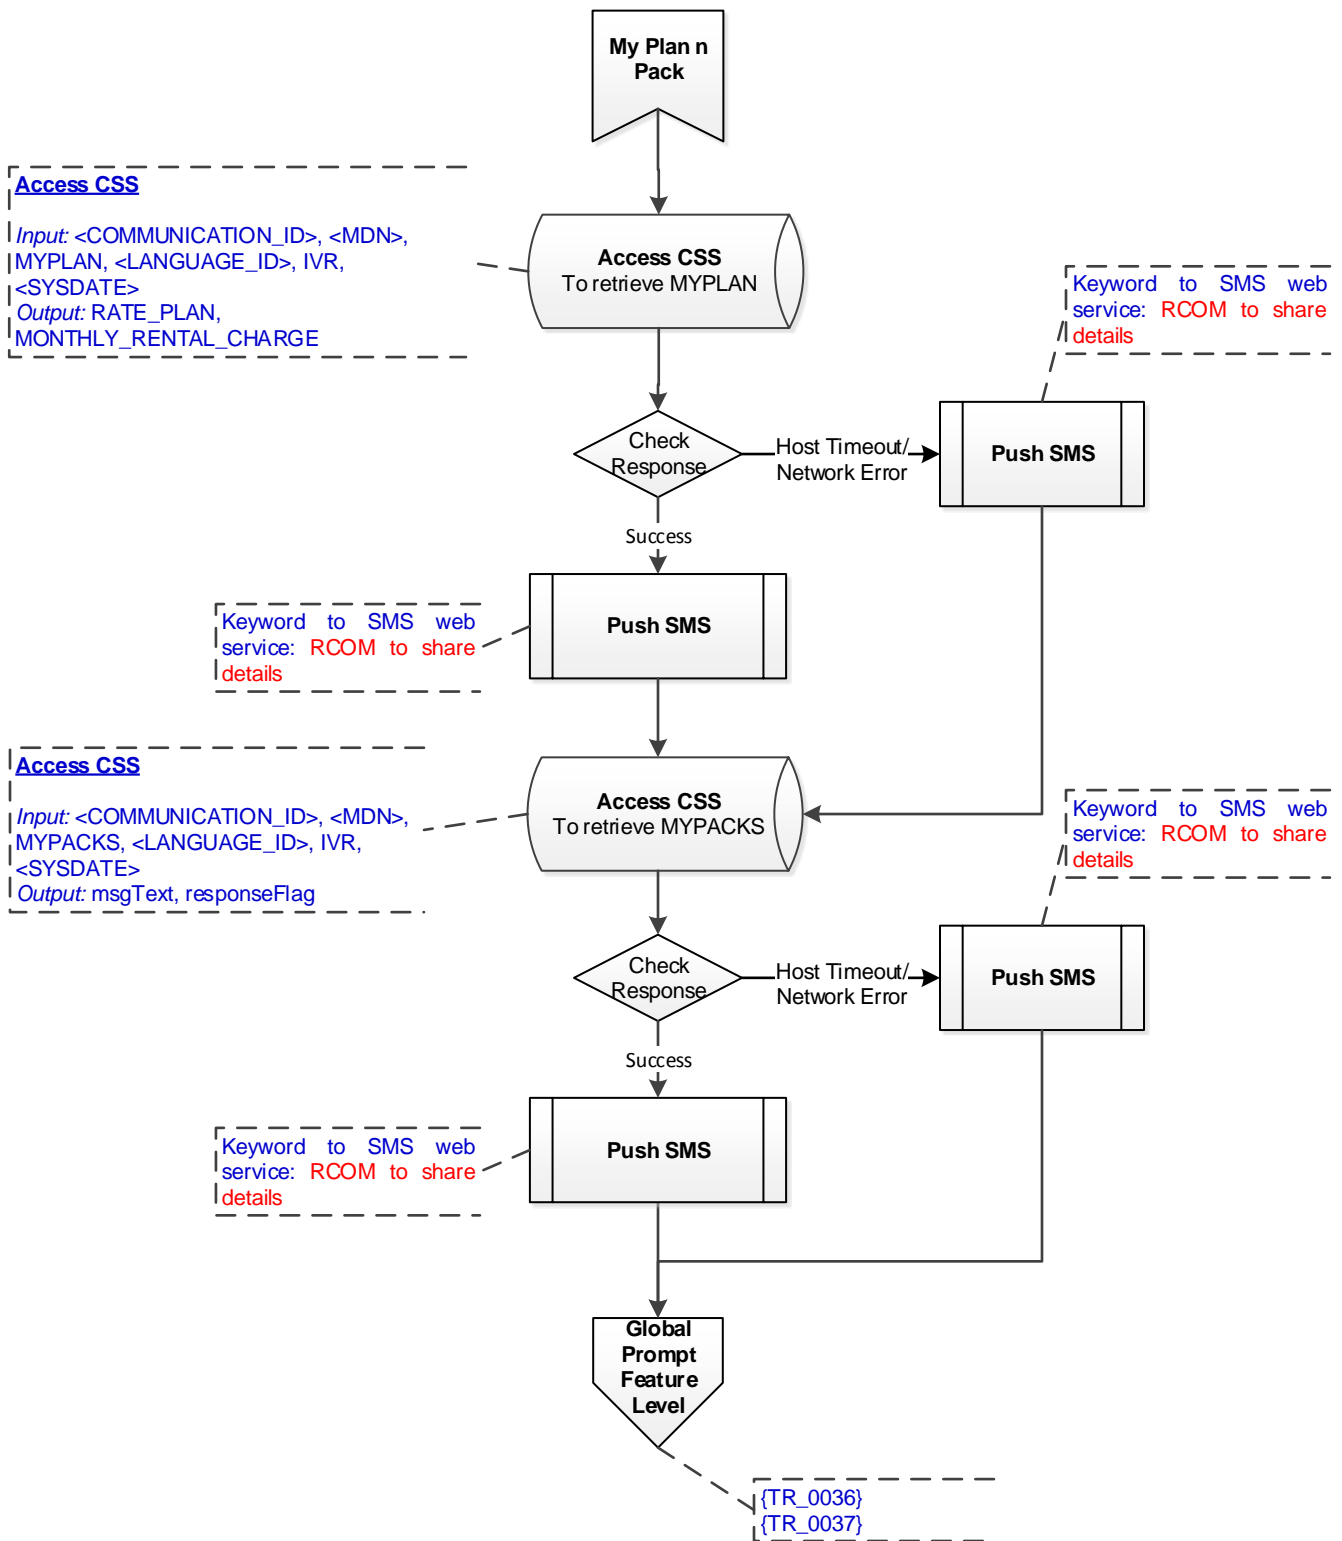 My Plan n
Pack
Access CSS
Input: <COMMUNICATION_ID>, <MDN>,
MYPLAN, <LANGUAGE_ID>, IVR,
<SYSDATE>
Output: RATE_PLAN,
MONTHLY_RENTAL_CHARGE
Access CSS
To retrieve MYPLAN
Keyword to SMS web
service: RCOM to share
details
Check
Response
Host Timeout/
Network Error
Push SMS
Success
Keyword to SMS web
service: RCOM to share
details
Push SMS
Access CSS
Input: <COMMUNICATION_ID>, <MDN>,
MYPACKS, <LANGUAGE_ID>, IVR,
<SYSDATE>
Output: msgText, responseFlag
Access CSS
To retrieve MYPACKS
Keyword to SMS web
service: RCOM to share
details
Check
Response
Host Timeout/
Network Error
Push SMS
Success
Keyword to SMS web
service: RCOM to share
details
Push SMS
Global
Prompt
Feature
Level
{TR_0036}
{TR_0037}